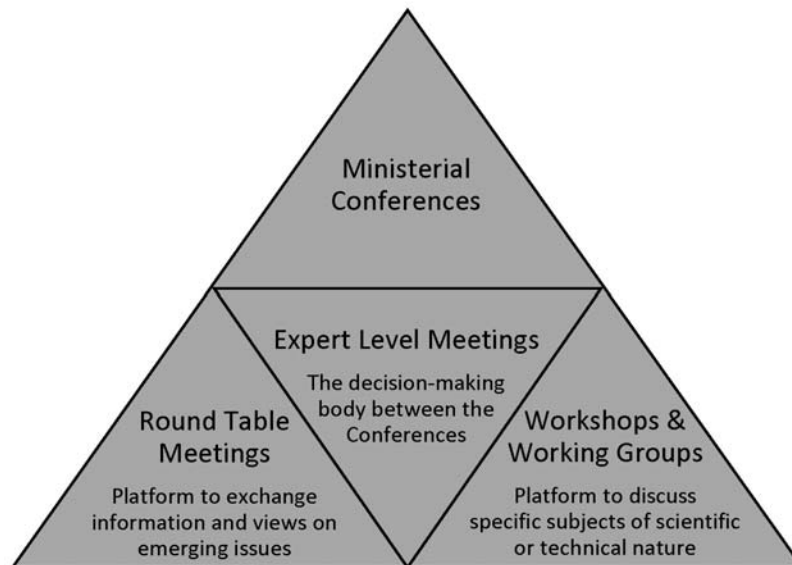 Ministerial
Conferences
Expert Level Meetings
The decision-making
body between the
Conferences
Round Table
Meetings
Platform to exchange
information and views on
emerging issues
Workshops &
Working Groups
Platform to discuss
specific subjects of scientific
or technical nature